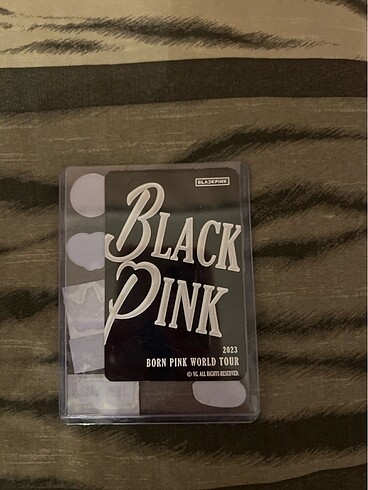 BLACKPINK
BLACK
PINK
2023
BORN PINK WORLD TOUR
© YG. ALL RIGHTS RESERVED.